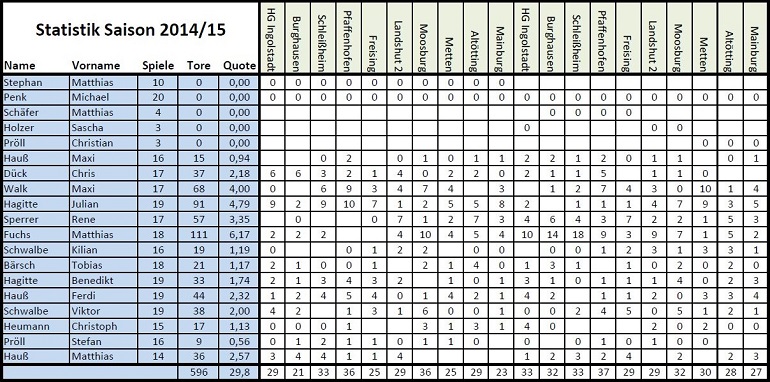 Statistik Saison 2014/15
HG Ingolstadt Burghausen Schleißheim Pfaffenhofen Freising Landshut 2 Moosburg Metten Altötting Mainburg HG Ingolstadt Burghausen Schleißheim Pfaffenhofen Freising Landshut 2 Moosburg Metten Altötting Mainburg
Name Vorname Spiele Tore Quote
Stephan Matthias 10 0 0,00 0 0 0 0 0 0 0 0 0 0
Penk Michael 20 0 0,00 0 0 0 0 0 0 0 0 0 0 0 0 0 0 0 0 0 0 0 0
Schäfer Matthias 4 0 0,00 0 0 0 0
Holzer Sascha 3 0 0,00 0 0 0
Pröll Christian 3 0 0,00 0 0 0
Hauß Maxi 16 15 0,94 0 2 0 1 0 1 1 2 1 2 0 1 1 0 1
Dück Chris 17 37 2,18 6 6 3 2 1 4 0 2 2 0 2 1 1 5 1 1 0
Walk Maxi 17 68 4,00 0 6 9 3 4 7 4 3 1 2 7 4 3 0 10 1 4
Hagitte Julian 19 91 4,79 9 2 9 10 7 1 2 5 5 8 2 1 1 1 4 7 9 3 5
Sperrer Rene 17 57 3,35 0 0 7 1 2 7 3 4 6 4 3 7 2 2 1 5 3
Fuchs Matthias 18 111 6,17 2 2 2 4 10 4 5 4 10 14 18 9 3 9 7 1 5 2
Schwalbe Kilian 16 19 1,19 0 0 1 2 2 0 0 0 0 1 2 3 1 3 3 1
Bärsch Tobias 18 21 1,17 2 1 0 0 1 2 1 4 0 1 3 1 2 0 1 0 2 0
Hagitte Benedikt 19 33 1,74 2 1 3 4 3 2 1 0 1 1 3 1 0 1 1 1 4 0 2 3
Hauß Ferdi 19 44 2,32 1 2 4 5 4 0 1 4 2 1 4 2 1 1 2 0 3 3 4
Schwalbe Viktor 19 38 2,00 4 2 1 3 1 6 0 0 1 0 0 2 4 5 0 5 1 2 1
Heumann Christoph 15 17 1,13 0 0 0 1 3 1 3 1 4 0 2 0 2 0 0
Pröll Stefan 16 9 0,56 0 1 2 1 1 0 1 0 1 0 0 0 1 0 1 0
Hauß Matthias 14 36 2,57 3 4 4 1 1 4 1 2 3 2 4 2 3 2
596 29,8 29 21 33 36 25 29 36 25 29 23 33 32 33 37 29 29 32 30 28 27